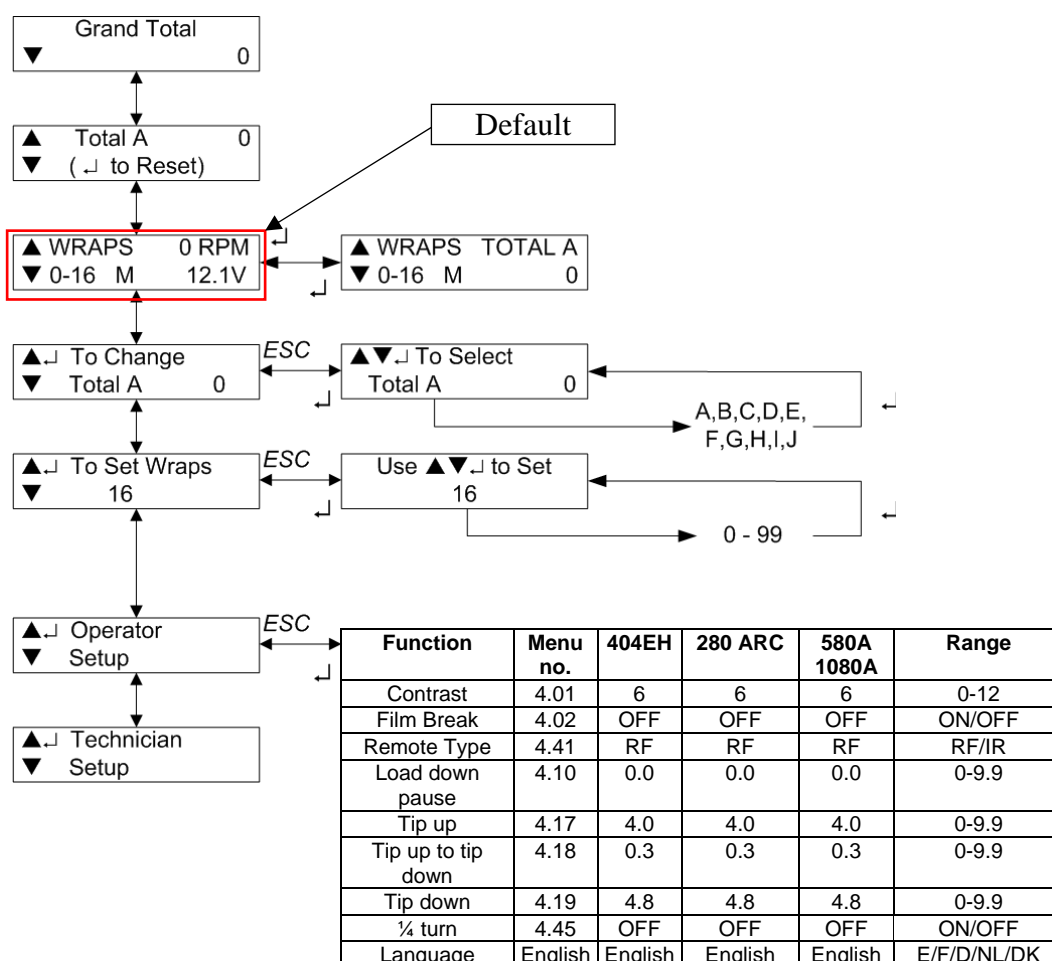 Grand Total
▼ 0
▲ Total A 0
▼ ( ↵ to Reset)
Default
▲ WRAPS 0 RPM
▼ 0-16 M 12.1V
↵
↵
▲ WRAPS TOTAL A
▼ 0-16 M 0
▲↵ To Change
▼ Total A 0
ESC
↵
▲▼↵ To Select
Total A 0
A,B,C,D,E,
F,G,H,I,J
↵
▲↵ To Set Wraps
▼ 16
ESC
↵
Use ▲▼↵ to Set
16
0 - 99
↵
▲↵ Operator
▼ Setup
ESC
↵
▲↵ Technician
▼ Setup
Function Menu no. 404EH 280 ARC 580A 1080A Range
Contrast 4.01 6 6 6 0-12
Film Break 4.02 OFF OFF OFF ON/OFF
Remote Type 4.41 RF RF RF RF/IR
Load down pause 4.10 0.0 0.0 0.0 0-9.9
Tip up 4.17 4.0 4.0 4.0 0-9.9
Tip up to tip down 4.18 0.3 0.3 0.3 0-9.9
Tip down 4.19 4.8 4.8 4.8 0-9.9
¼ turn 4.45 OFF OFF OFF ON/OFF
Language English English English English E/F/D/NL/DK